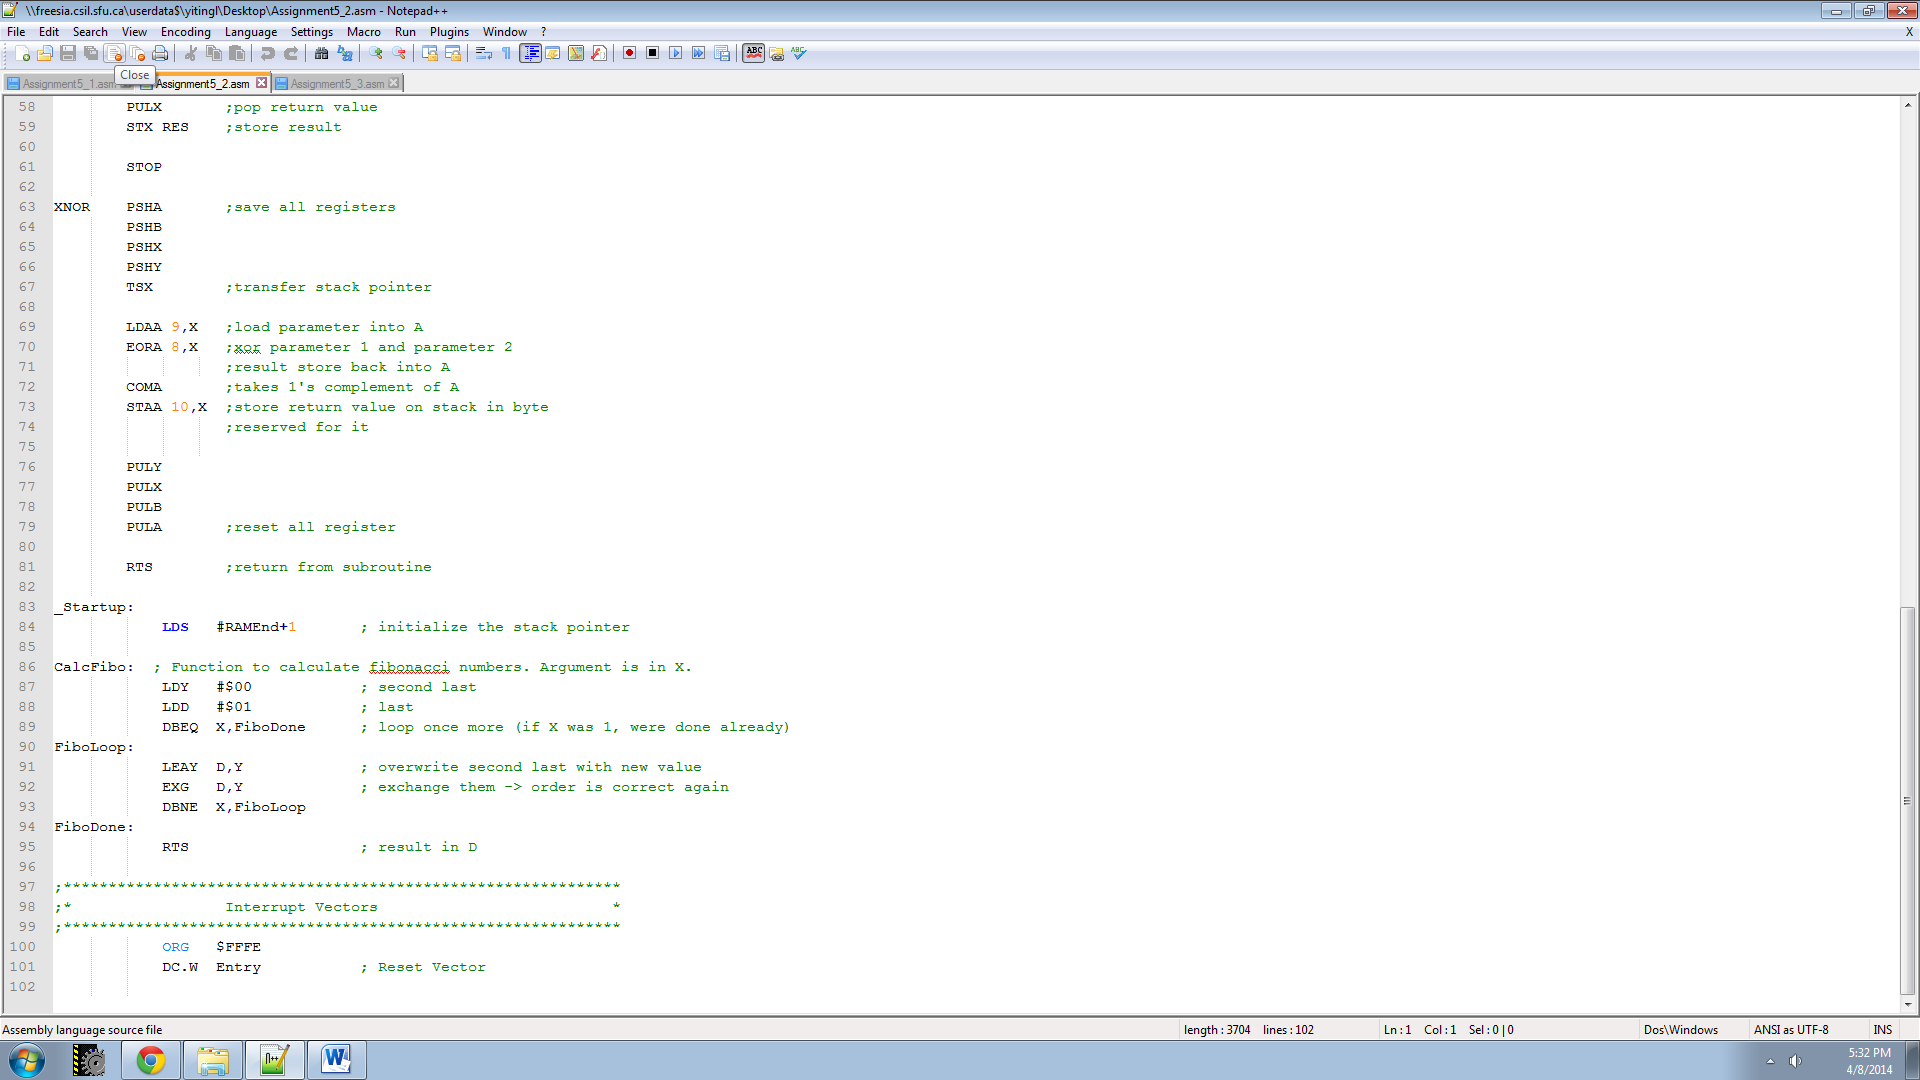 \\freesia.csil.sfu.ca\userdata$\yitingl\Desktop\Assignment5_2.asm - Notepad++
File Edit Search View Encoding Language Settings Macro Run Plugins Window ? X
Close
Assignment5_1.asm Assignment5_2.asm Assignment5_3.asm
58 PULX ;pop return value
59 STX RES ;store result
60
61 STOP
62
63 XNOR PSHA ;save all registers
64 PSHB
65 PSHX
66 PSHY
67 TSX ;transfer stack pointer
68
69 LDAA 9,X ;load parameter into A
70 EORA 8,X ;xor parameter 1 and parameter 2
71 ;result store back into A
72 COMA ;takes 1's complement of A
73 STAA 10,X ;store return value on stack in byte
74 ;reserved for it
75
76 PULY
77 PULX
78 PULB
79 PULA ;reset all register
80
81 RTS ;return from subroutine
82
83 _Startup:
84 LDS #RAMEnd+1 ; initialize the stack pointer
85
86 CalcFibo: ; Function to calculate fibonacci numbers. Argument is in X.
87 LDY #$00 ; second last
88 LDD #$01 ; last
89 DBEQ X,FiboDone ; loop once more (if X was 1, were done already)
90 FiboLoop:
91 LEAY D,Y ; overwrite second last with new value
92 EXG D,Y ; exchange them -> order is correct again
93 DBNE X,FiboLoop
94 FiboDone:
95 RTS ; result in D
96
97 ;**************************************************************
98 ;* Interrupt Vectors *
99 ;**************************************************************
100 ORG $FFFE
101 DC.W Entry ; Reset Vector
102
Assembly language source file length : 3704 lines : 102 Ln : 1 Col : 1 Sel : 0 | 0 Dos\Windows ANSI as UTF-8 INS
5:32 PM
4/8/2014